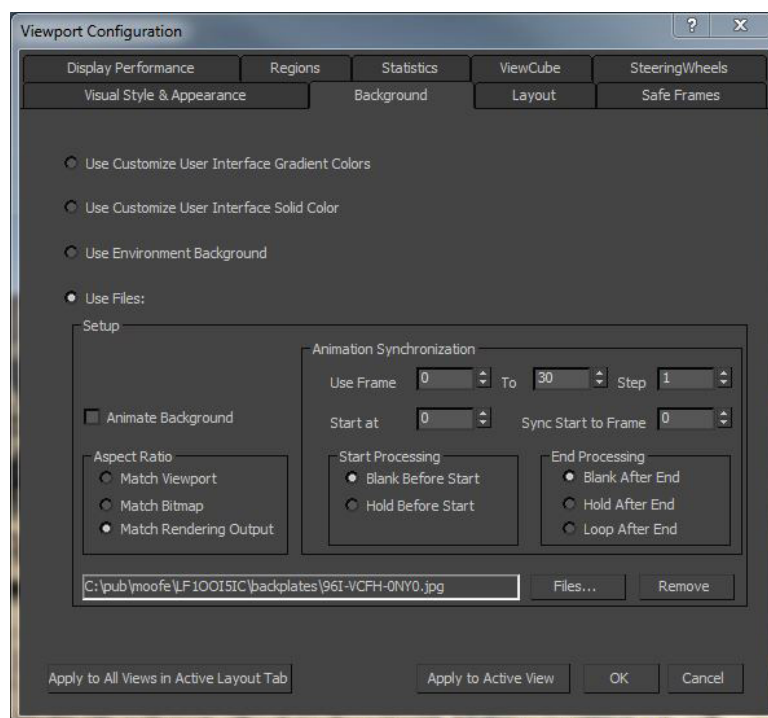 Viewport Configuration
Display Performance Regions Statistics ViewCube SteeringWheels
Visual Style & Appearance Background Layout Safe Frames
Use Customize User Interface Gradient Colors
Use Customize User Interface Solid Color
Use Environment Background
Use Files:
Setup
Animation Synchronization
Use Frame 0 To 30 Step 1
Animate Background
Start at 0 Sync Start to Frame 0
Aspect Ratio
Match Viewport
Match Bitmap
Match Rendering Output
Start Processing
Blank Before Start
Hold Before Start
End Processing
Blank After End
Hold After End
Loop After End
C:\pub\moofe\LF1OOI5IC\backplates\96I-VCFH-0NY0.jpg Files... Remove
Apply to All Views in Active Layout Tab Apply to Active View OK Cancel